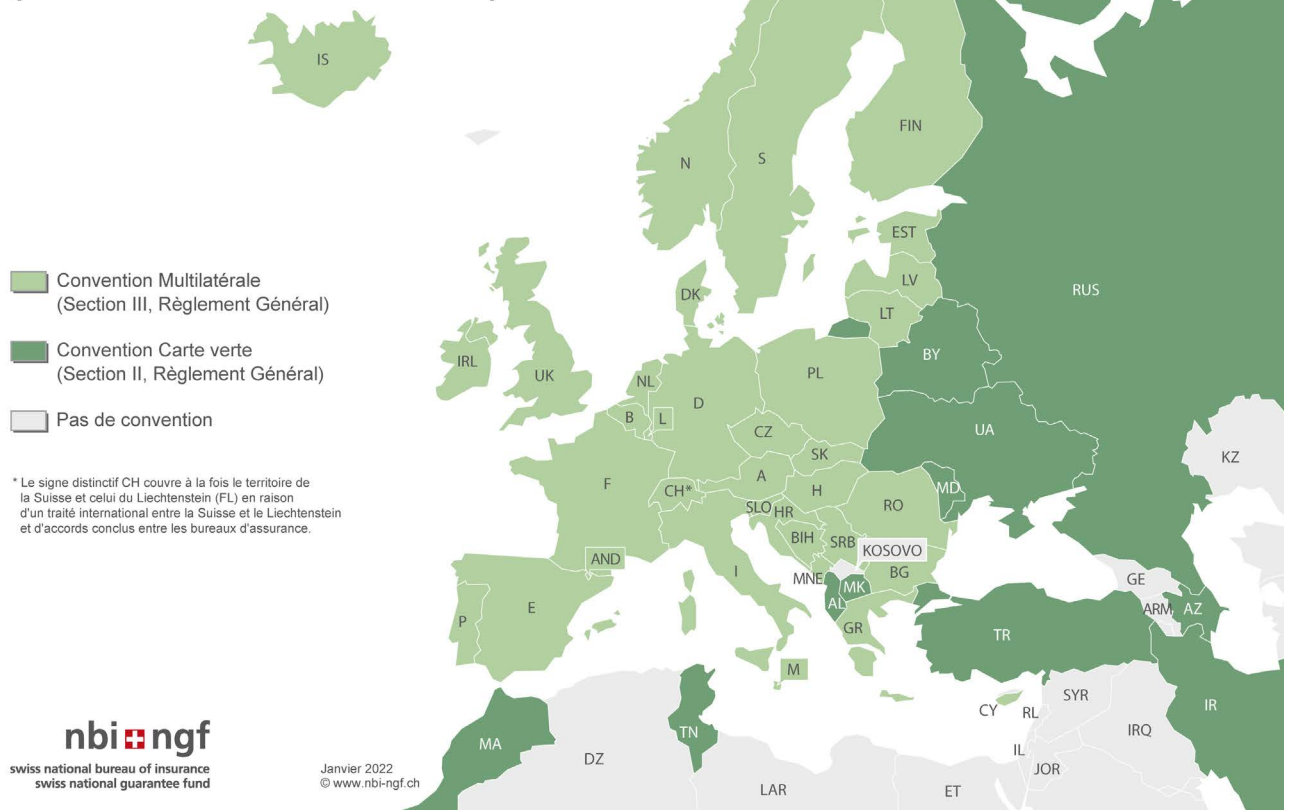 IS
FIN
N
S
EST
LV
Convention Multilatérale
(Section III, Règlement Général)
DK
RUS
LT
Convention Carte verte
(Section II, Règlement Général)
IRL
UK
NL
BY
PL
D
B
L
Pas de convention
CZ
UA
SK
KZ
* Le signe distinctif CH couvre à la fois le territoire de
la Suisse et celui du Liechtenstein (FL) en raison
d'un traité international entre la Suisse et le Liechtenstein
et d'accords conclus entre les bureaux d'assurance.
F
CH*
A
H
MD
SLO
HR
RO
BIH
SRB
KOSOVO
AND
I
MNE
BG
MK
GE
AL
ARM
AZ
P
E
GR
TR
M
CY
RL
SYR
IR
nbi ngf
swiss national bureau of insurance
swiss national guarantee fund
MA
TN
IRQ
DZ
IL
JOR
Janvier 2022
© www.nbi-ngf.ch
LAR
ET